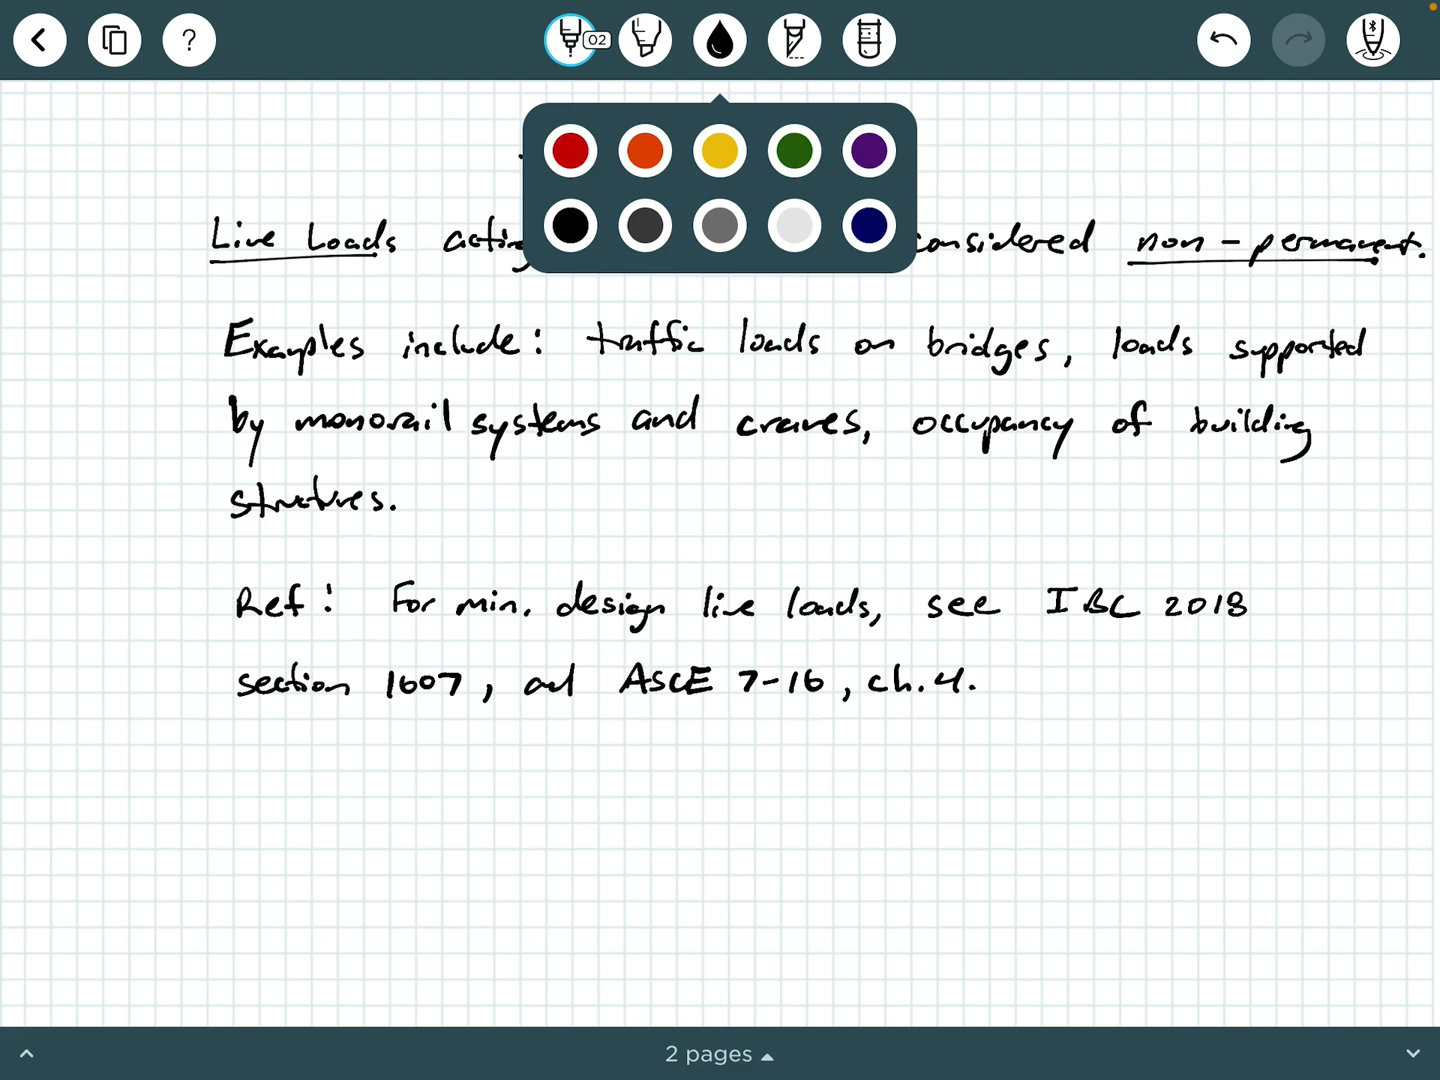 ? 02
Live Loads acting considered non-permanent.
Examples include: traffic loads on bridges, loads supported
by monorail systems and cranes, occupancy of building
structures.
Ref: For min. design live loads, see IBC 2018
section 1607, and ASCE 7-16, ch. 4.
2 pages